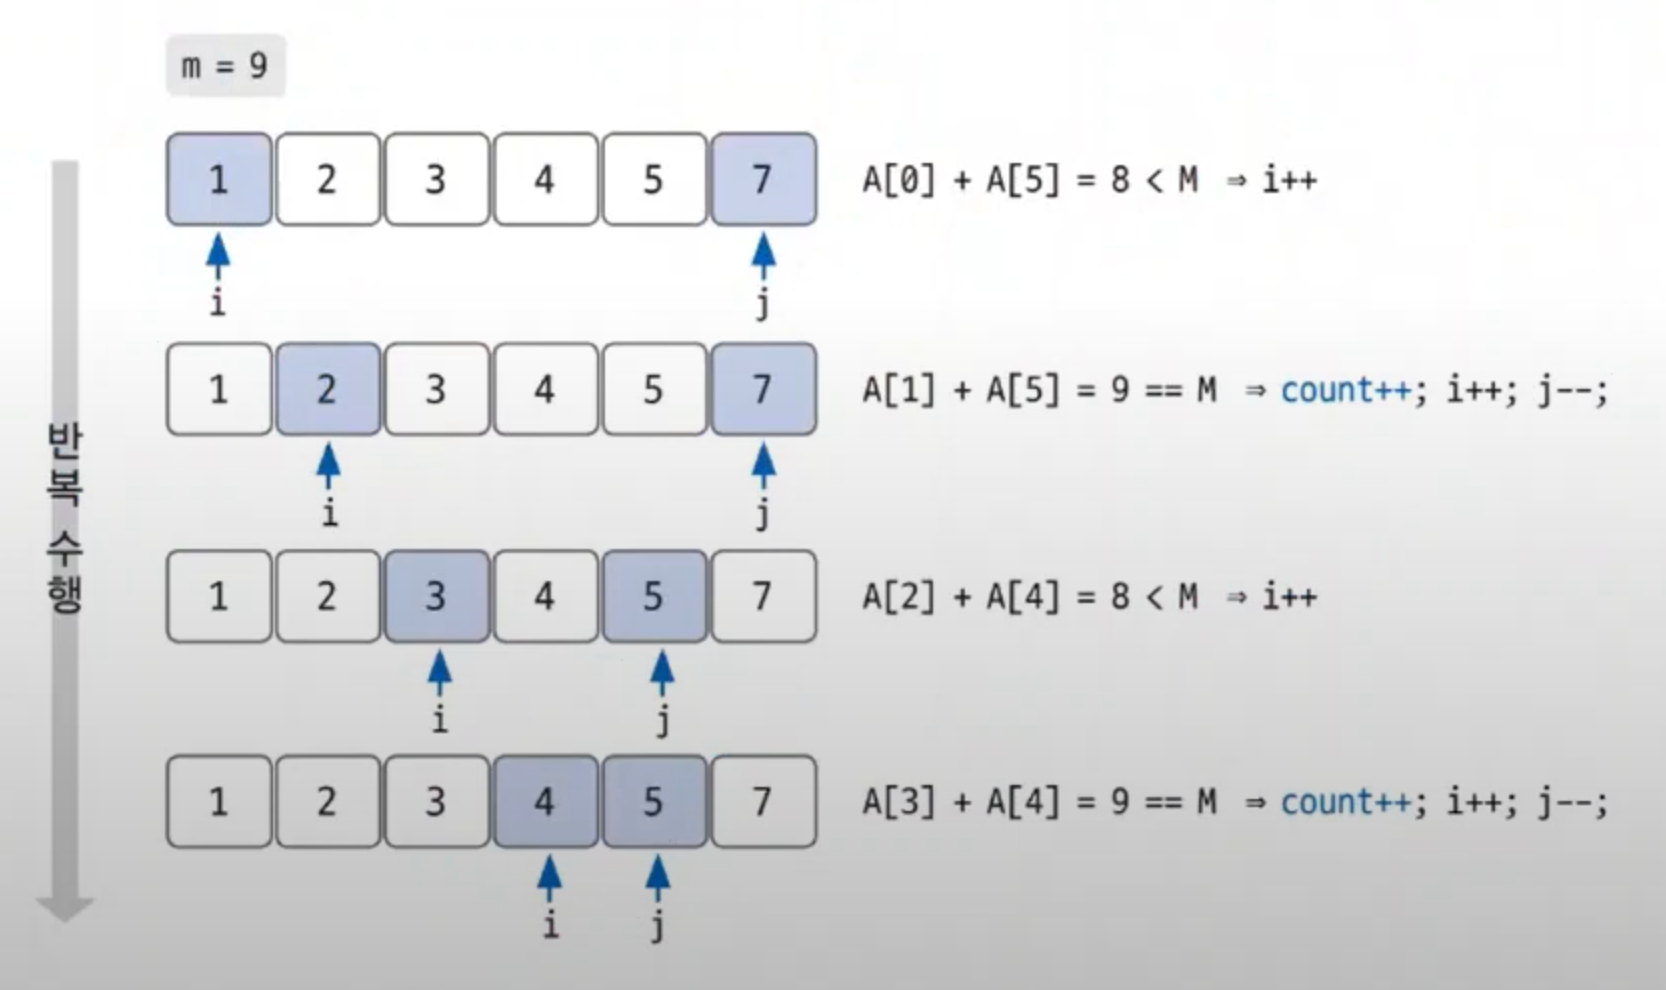 m = 9
1 2 3 4 5 7 A[0] + A[5] = 8 < M ⇒ i++
i j
1 2 3 4 5 7 A[1] + A[5] = 9 == M ⇒ count++; i++; j--;
i j
1 2 3 4 5 7 A[2] + A[4] = 8 < M ⇒ i++
i j
1 2 3 4 5 7 A[3] + A[4] = 9 == M ⇒ count++; i++; j--;
i j
반복 수행